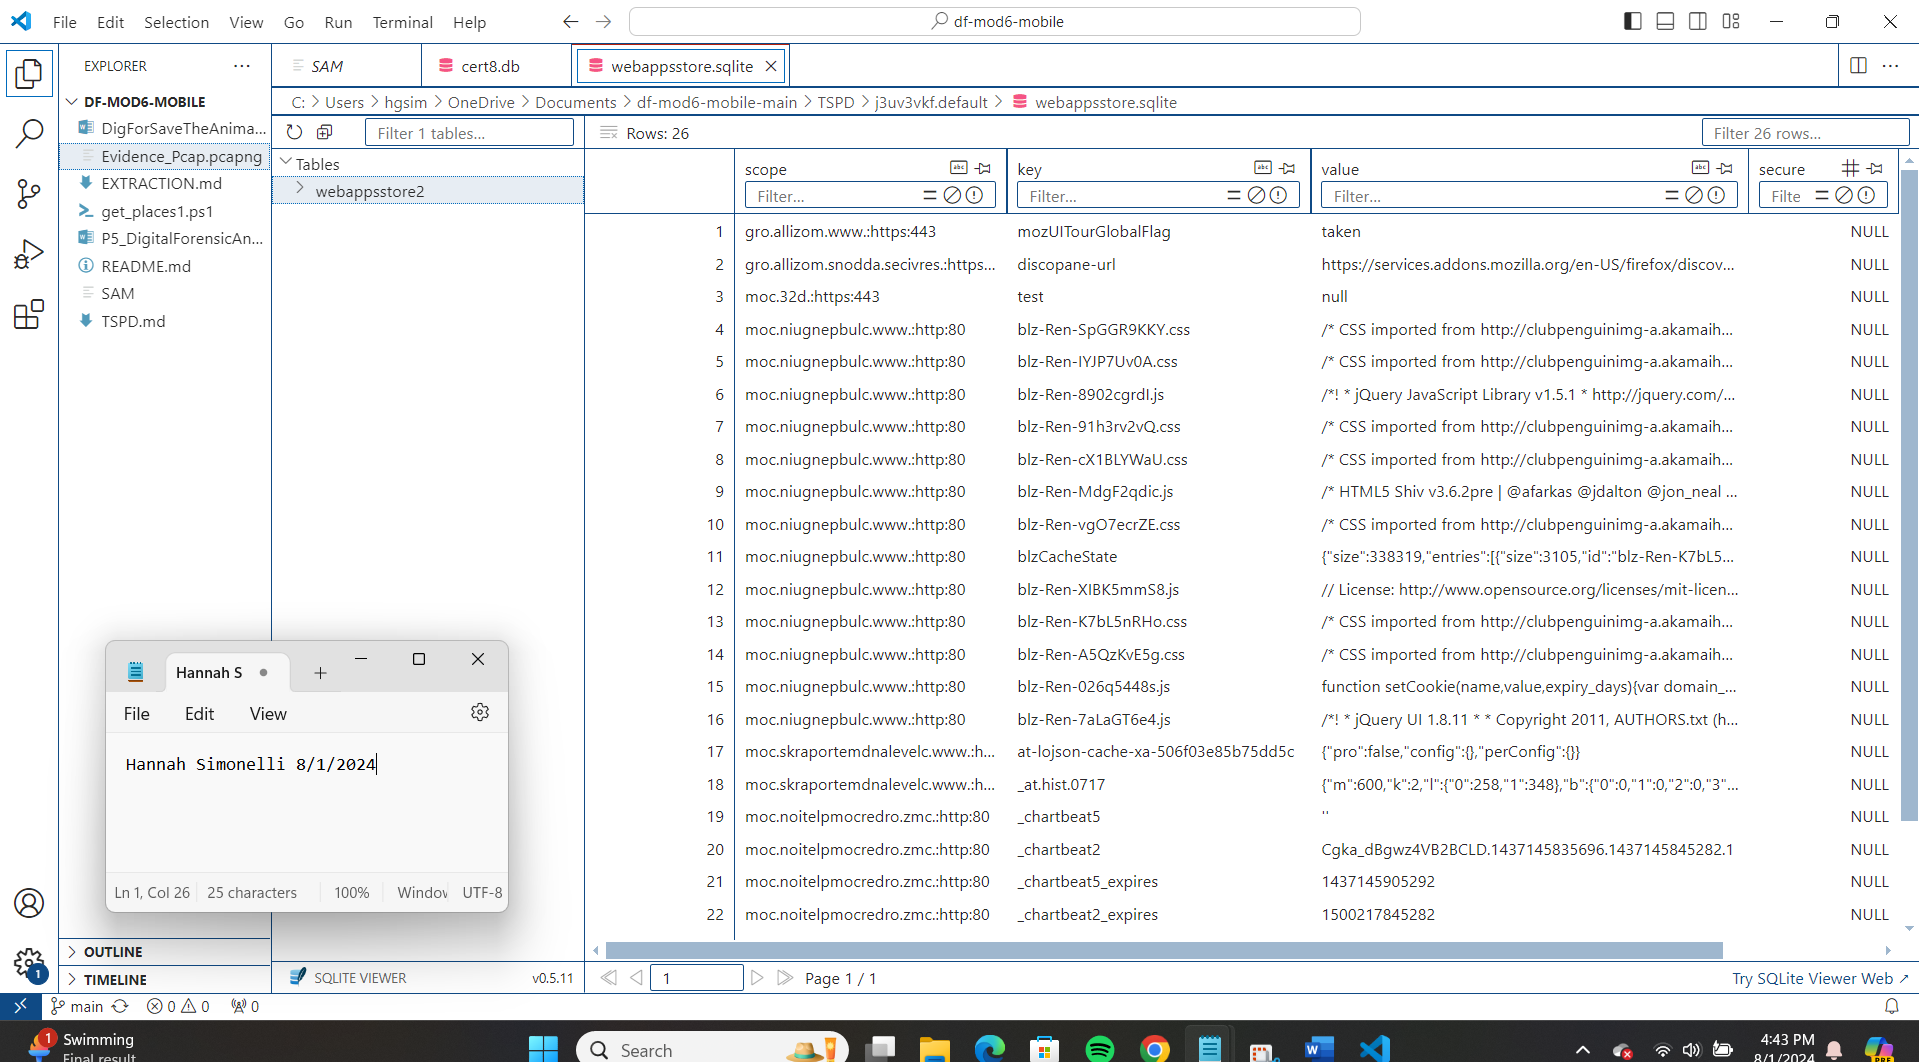 File Edit Selection View Go Run Terminal Help
df-mod6-mobile
EXPLORER
SAM
cert8.db
webappsstore.sqlite
DF-MOD6-MOBILE
DigForSaveTheAnima...
Evidence_Pcap.pcapng
EXTRACTION.md
get_places1.ps1
P5_DigitalForensicAn...
README.md
SAM
TSPD.md
C: > Users > hgsim > OneDrive > Documents > df-mod6-mobile-main > TSPD > j3uv3vkf.default > webappsstore.sqlite
Filter 1 tables...
Rows: 26
Filter 26 rows...
Tables
webappsstore2
scope key value secure
Filter... Filter... Filter... Filte
1 gro.allizom.www.:https:443 mozUITourGlobalFlag taken NULL
2 gro.allizom.snodda.secivres.:https... discopane-url https://services.addons.mozilla.org/en-US/firefox/discov... NULL
3 moc.32d.:https:443 test null NULL
4 moc.niugnepbulc.www.:http:80 blz-Ren-SpGGR9KKY.css /* CSS imported from http://clubpenguinimg-a.akamaih... NULL
5 moc.niugnepbulc.www.:http:80 blz-Ren-IYJP7Uv0A.css /* CSS imported from http://clubpenguinimg-a.akamaih... NULL
6 moc.niugnepbulc.www.:http:80 blz-Ren-8902cgrdI.js /*! * jQuery JavaScript Library v1.5.1 * http://jquery.com/... NULL
7 moc.niugnepbulc.www.:http:80 blz-Ren-91h3rv2vQ.css /* CSS imported from http://clubpenguinimg-a.akamaih... NULL
8 moc.niugnepbulc.www.:http:80 blz-Ren-cX1BLYWaU.css /* CSS imported from http://clubpenguinimg-a.akamaih... NULL
9 moc.niugnepbulc.www.:http:80 blz-Ren-MdgF2qdic.js /* HTML5 Shiv v3.6.2pre | @afarkas @jdalton @jon_neal ... NULL
10 moc.niugnepbulc.www.:http:80 blz-Ren-vgO7ecrZE.css /* CSS imported from http://clubpenguinimg-a.akamaih... NULL
11 moc.niugnepbulc.www.:http:80 blzCacheState {"size":338319,"entries":[{"size":3105,"id":"blz-Ren-K7bL5... NULL
12 moc.niugnepbulc.www.:http:80 blz-Ren-XIBK5mmS8.js // License: http://www.opensource.org/licenses/mit-licen... NULL
13 moc.niugnepbulc.www.:http:80 blz-Ren-K7bL5nRHo.css /* CSS imported from http://clubpenguinimg-a.akamaih... NULL
14 moc.niugnepbulc.www.:http:80 blz-Ren-A5QzKvE5g.css /* CSS imported from http://clubpenguinimg-a.akamaih... NULL
15 moc.niugnepbulc.www.:http:80 blz-Ren-026q5448s.js function setCookie(name,value,expiry_days){var domain_... NULL
16 moc.niugnepbulc.www.:http:80 blz-Ren-7aLaGT6e4.js /*! * jQuery UI 1.8.11 * * Copyright 2011, AUTHORS.txt (h... NULL
17 moc.skraportemdnalevelc.www.:h... at-lojson-cache-xa-506f03e85b75dd5c {"pro":false,"config":{},"perConfig":{}} NULL
18 moc.skraportemdnalevelc.www.:h... _at.hist.0717 {"m":600,"k":2,"l":{"0":258,"1":348},"b":{"0":0,"1":0,"2":0,"3"... NULL
19 moc.noitelpmocredro.zmc.:http:80 _chartbeat5 '' NULL
20 moc.noitelpmocredro.zmc.:http:80 _chartbeat2 Cgka_dBgwz4VB2BCLD.1437145835696.1437145845282.1 NULL
21 moc.noitelpmocredro.zmc.:http:80 _chartbeat5_expires 1437145905292 NULL
22 moc.noitelpmocredro.zmc.:http:80 _chartbeat2_expires 1500217845282 NULL
Hannah S
File Edit View
Hannah Simonelli 8/1/2024
Ln 1, Col 26 25 characters 100% Window UTF-8
OUTLINE
TIMELINE
SQLITE VIEWER v0.5.11
1 Page 1 / 1
Try SQLite Viewer Web
1
main 0 0 0
1 Swimming
Final result
Search
4:43 PM
8/1/2024
PRE